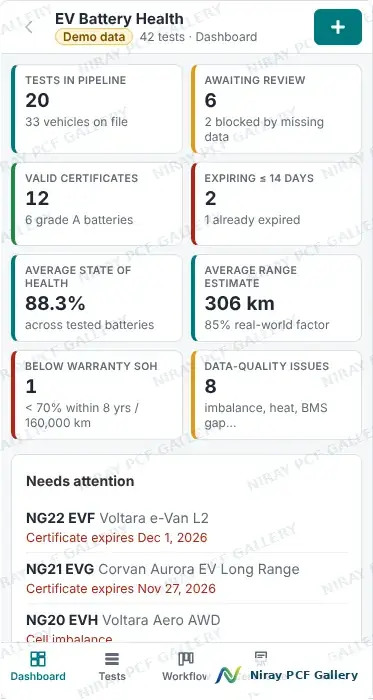 EV Battery Health
Demo data 42 tests · Dashboard
+
TESTS IN PIPELINE
20
33 vehicles on file
AWAITING REVIEW
6
2 blocked by missing
data
VALID CERTIFICATES
12
6 grade A batteries
EXPIRING ≤ 14 DAYS
2
1 already expired
AVERAGE STATE OF
HEALTH
88.3%
across tested batteries
AVERAGE RANGE
ESTIMATE
306 km
85% real-world factor
BELOW WARRANTY SOH
1
< 70% within 8 yrs /
160,000 km
DATA-QUALITY ISSUES
8
imbalance, heat, BMS
gap...
Needs attention
NG22 EVF Voltara e-Van L2
Certificate expires Dec 1, 2026
NG21 EVG Corvan Aurora EV Long Range
Certificate expires Nov 27, 2026
NG20 EVH Voltara Aero AWD
Cell imbalance
Dashboard
Tests
Workflow
Niray PCF Gallery
NIRAY PCF GALLERY